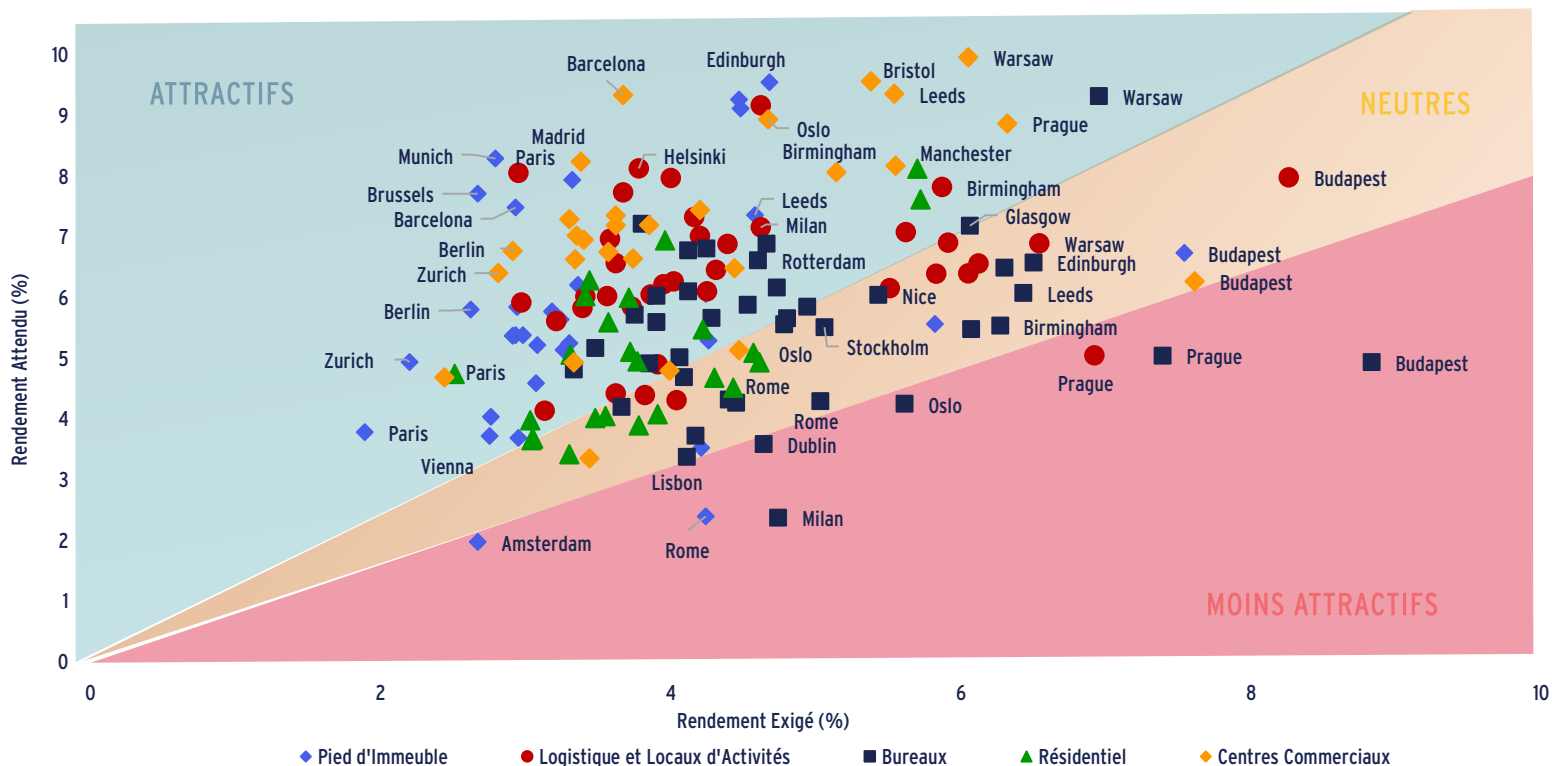 10
9
8
7
6
5
4
3
2
1
0
Rendement Attendu (%)
ATTRACTIFS
NEUTRES
MOINS ATTRACTIFS
Barcelona
Edinburgh
Bristol
Warsaw
Leeds
Warsaw
Oslo
Prague
Madrid
Munich
Paris
Helsinki
Birmingham
Manchester
Brussels
Leeds
Birmingham
Budapest
Barcelona
Milan
Glasgow
Berlin
Warsaw
Zurich
Rotterdam
Edinburgh
Budapest
Budapest
Berlin
Nice
Leeds
Birmingham
Zurich
Oslo
Stockholm
Paris
Prague
Prague
Budapest
Rome
Oslo
Paris
Rome
Vienna
Dublin
Lisbon
Milan
Rome
Amsterdam
0 2 4 6 8 10
Rendement Exigé (%)
Pied d'Immeuble Logistique et Locaux d'Activités Bureaux Résidentiel Centres Commerciaux